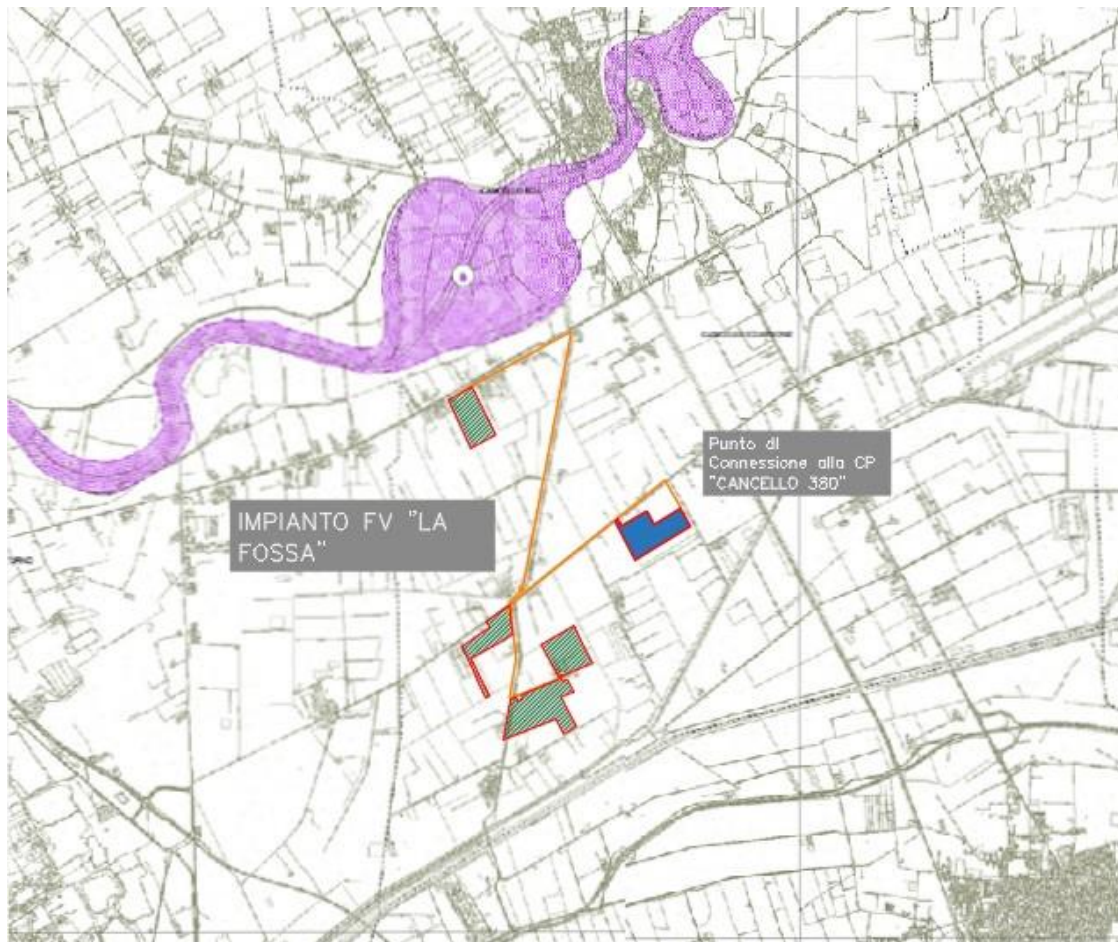 Punto di
Connessione alla CP
"CANCELLO 380"
IMPIANTO FV "LA
FOSSA"